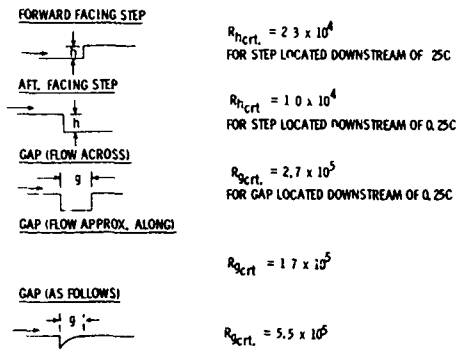 FORWARD FACING STEP
h
R_hcrt. = 2 3 x 10^4
FOR STEP LOCATED DOWNSTREAM OF 25C
AFT. FACING STEP
h
R_hcrt = 1 0 x 10^4
FOR STEP LOCATED DOWNSTREAM OF 0.25C
GAP (FLOW ACROSS)
g
R_gcrt. = 2.7 x 10^5
FOR GAP LOCATED DOWNSTREAM OF 0.25C
GAP (FLOW APPROX. ALONG)
R_gcrt = 1 7 x 10^5
GAP (AS FOLLOWS)
g
R_gcrt. = 5.5 x 10^5